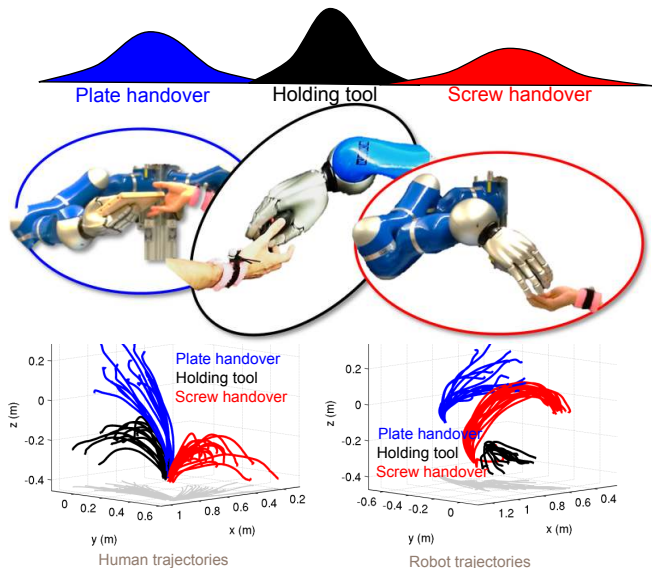 Plate handover
Holding tool
Screw handover
Plate handover
Holding tool
Screw handover
0.2
0
-0.2
-0.4
z (m)
0
0.2
0.4
0.6
y (m)
1
0.8
0.6
0.4
0.2
x (m)
Human trajectories
Plate handover
Holding tool
Screw handover
0.2
0
-0.2
-0.4
z (m)
-0.6
-0.4
-0.2
0
y (m)
1.2
1
0.8
0.6
0.4
x (m)
Robot trajectories